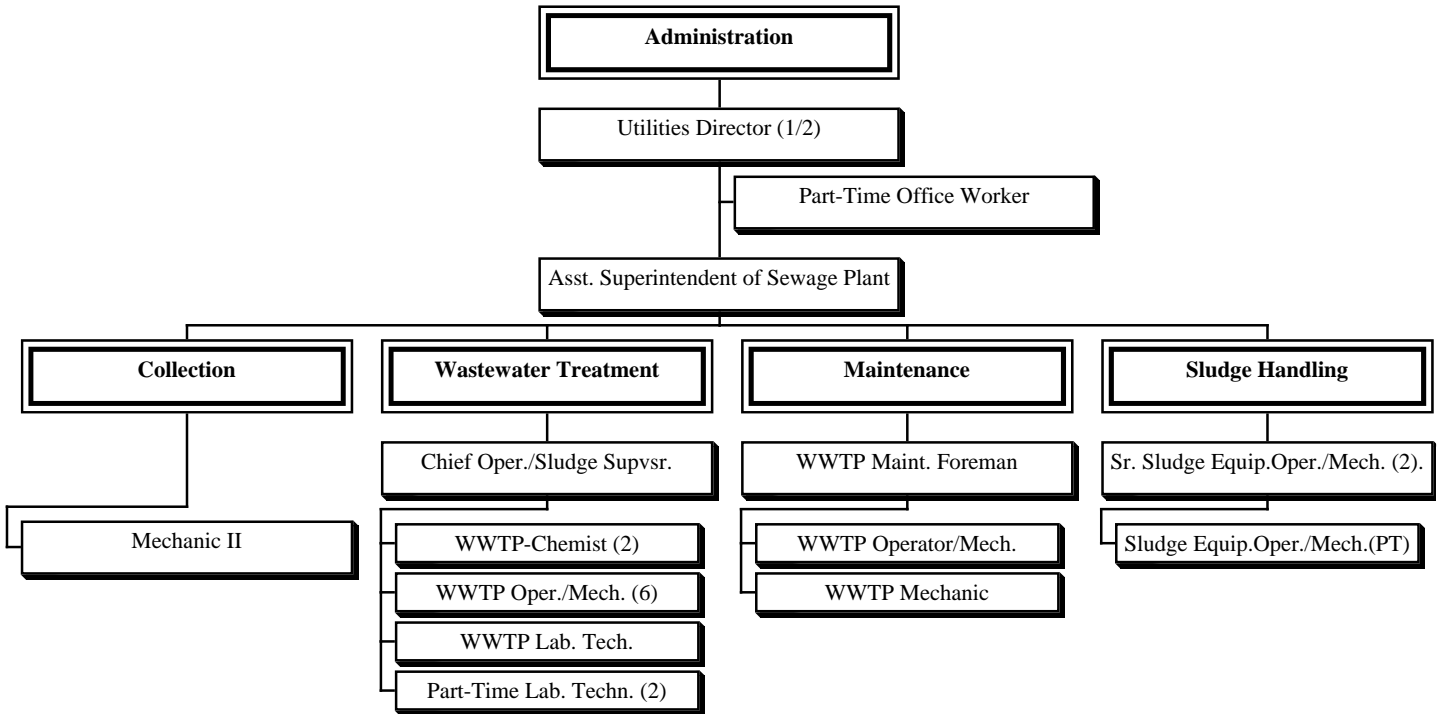 Administration
Utilities Director (1/2)
Part-Time Office Worker
Asst. Superintendent of Sewage Plant
Collection
Wastewater Treatment
Maintenance
Sludge Handling
Chief Oper./Sludge Supvsr.
WWTP Maint. Foreman
Sr. Sludge Equip.Oper./Mech. (2).
Mechanic II
WWTP-Chemist (2)
WWTP Operator/Mech.
Sludge Equip.Oper./Mech.(PT)
WWTP Oper./Mech. (6)
WWTP Mechanic
WWTP Lab. Tech.
Part-Time Lab. Techn. (2)